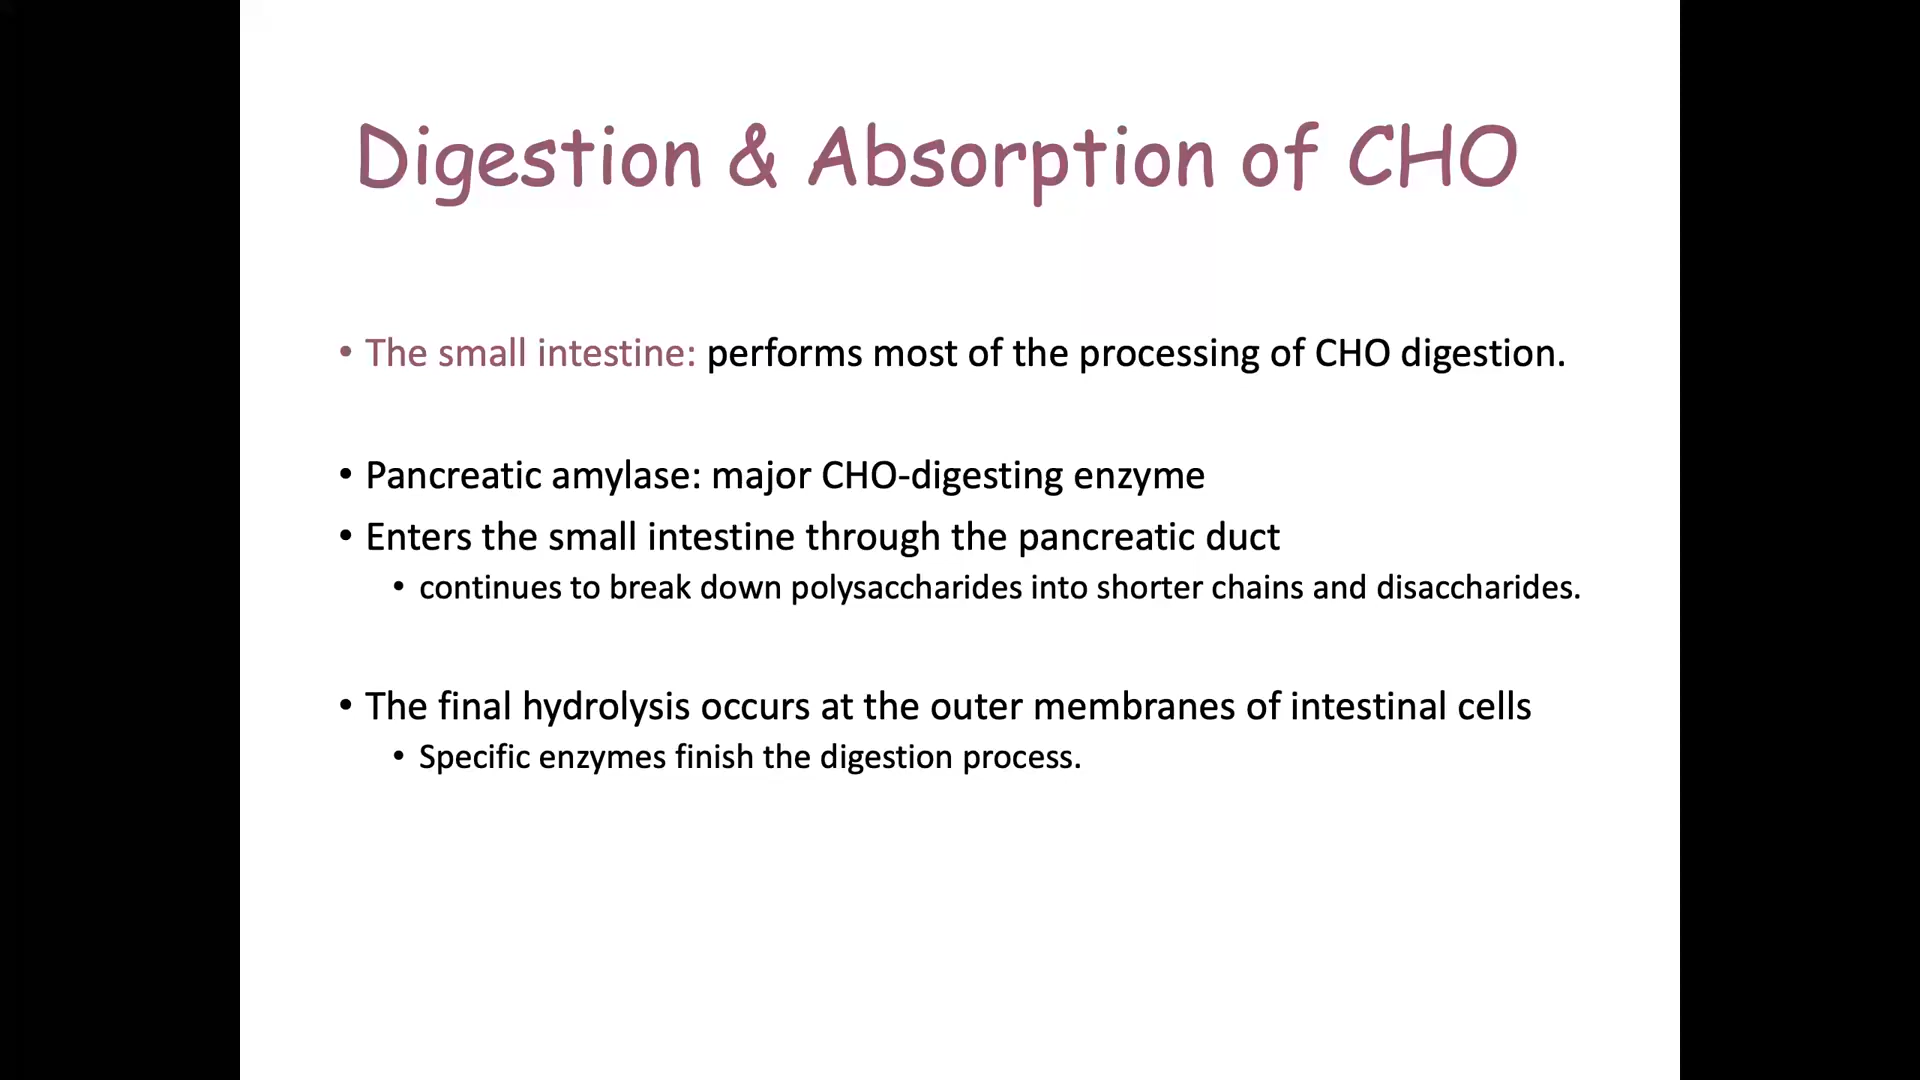 Digestion & Absorption of CHO
• The small intestine: performs most of the processing of CHO digestion.
• Pancreatic amylase: major CHO-digesting enzyme
• Enters the small intestine through the pancreatic duct
• continues to break down polysaccharides into shorter chains and disaccharides.
• The final hydrolysis occurs at the outer membranes of intestinal cells
• Specific enzymes finish the digestion process.